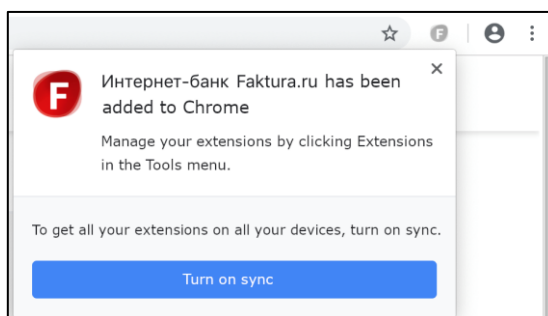 F
F
Интернет-банк Faktura.ru has been
added to Chrome
Manage your extensions by clicking Extensions
in the Tools menu.
To get all your extensions on all your devices, turn on sync.
Turn on sync